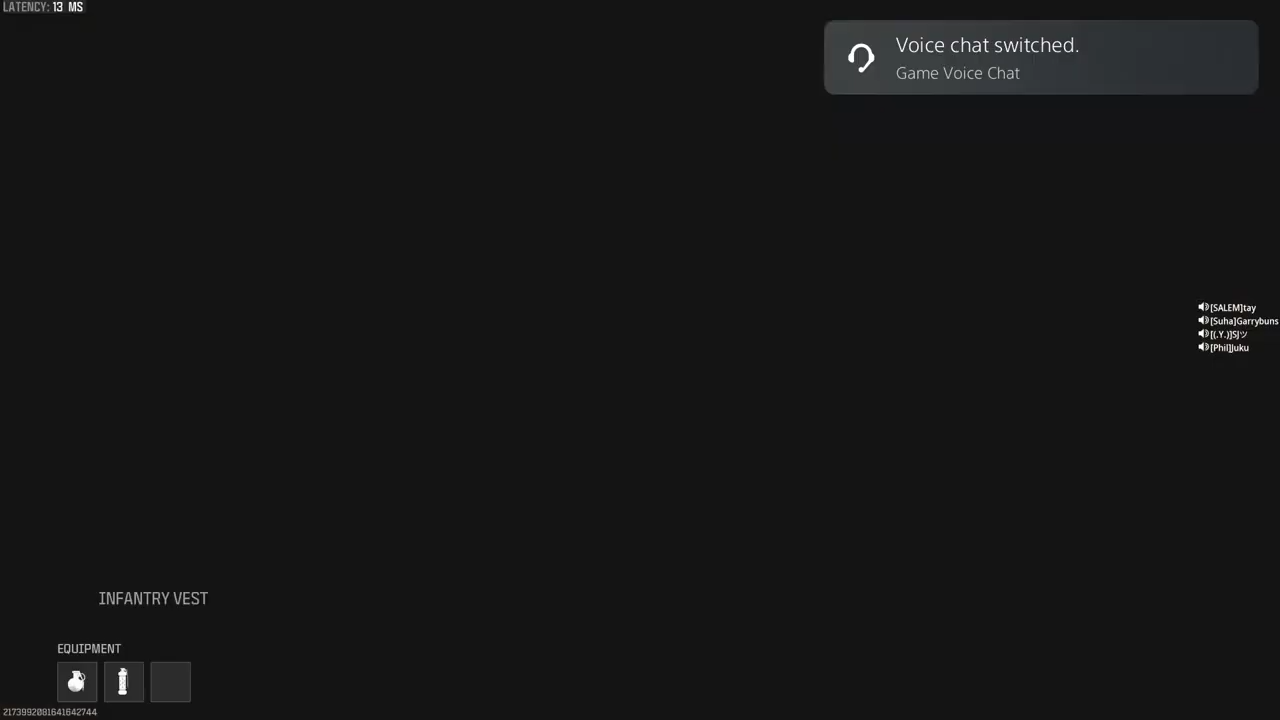 LATENCY: 13 MS
Voice chat switched.
Game Voice Chat
[SALEM]tay
[Suha]Garrybuns
[(.Y.)]SJツ
[Phil]Juku
INFANTRY VEST
EQUIPMENT
2173992081641642744